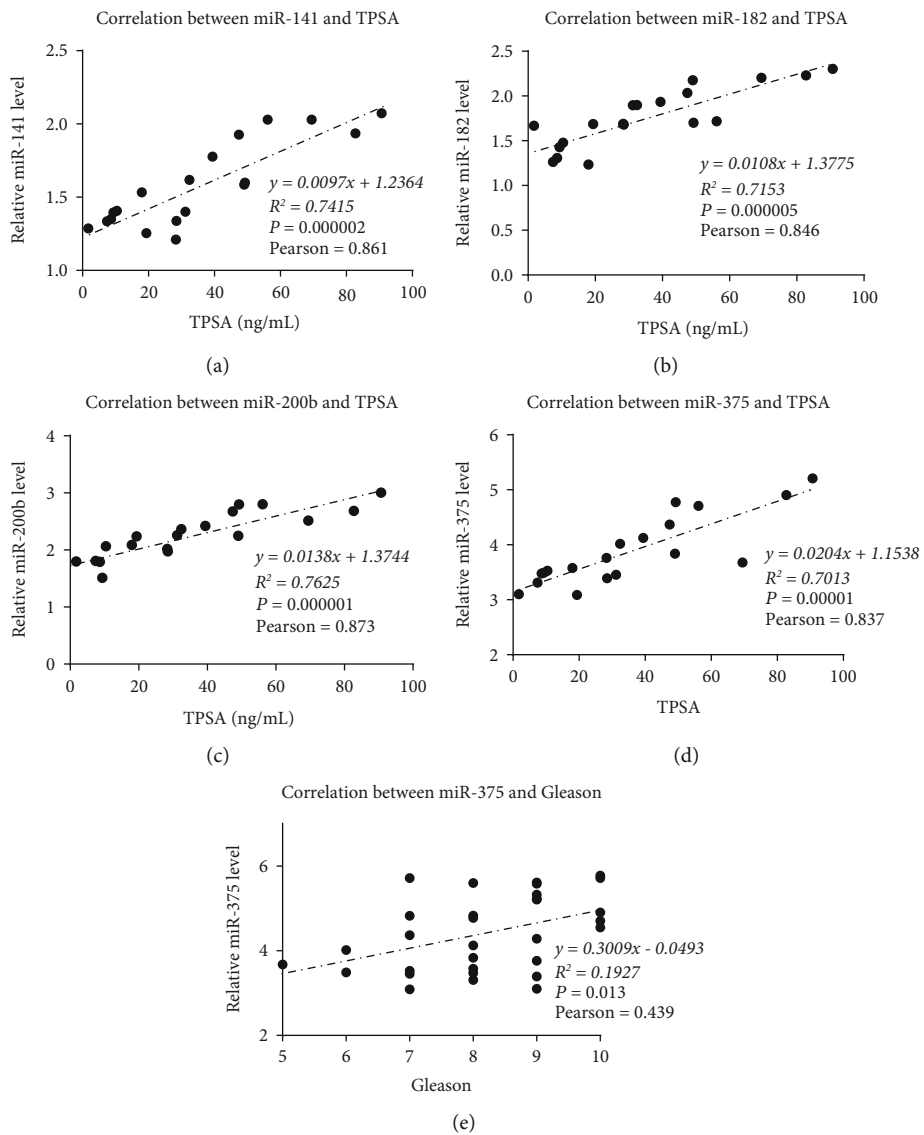 Correlation between miR-141 and TPSA
Relative miR-141 level
2.5
2.0
1.5
1.0
y = 0.0097x + 1.2364
R² = 0.7415
P = 0.000002
Pearson = 0.861
0 20 40 60 80 100
TPSA (ng/mL)
(a)
Correlation between miR-182 and TPSA
Relative miR-182 level
2.5
2.0
1.5
1.0
0.5
0.0
y = 0.0108x + 1.3775
R² = 0.7153
P = 0.000005
Pearson = 0.846
0 20 40 60 80 100
TPSA (ng/mL)
(b)
Correlation between miR-200b and TPSA
Relative miR-200b level
4
3
2
1
0
y = 0.0138x + 1.3744
R² = 0.7625
P = 0.000001
Pearson = 0.873
0 20 40 60 80 100
TPSA (ng/mL)
(c)
Correlation between miR-375 and TPSA
Relative miR-375 level
6
5
4
3
2
y = 0.0204x + 1.1538
R² = 0.7013
P = 0.00001
Pearson = 0.837
0 20 40 60 80 100
TPSA
(d)
Correlation between miR-375 and Gleason
Relative miR-375 level
6
4
2
y = 0.3009x - 0.0493
R² = 0.1927
P = 0.013
Pearson = 0.439
5 6 7 8 9 10
Gleason
(e)